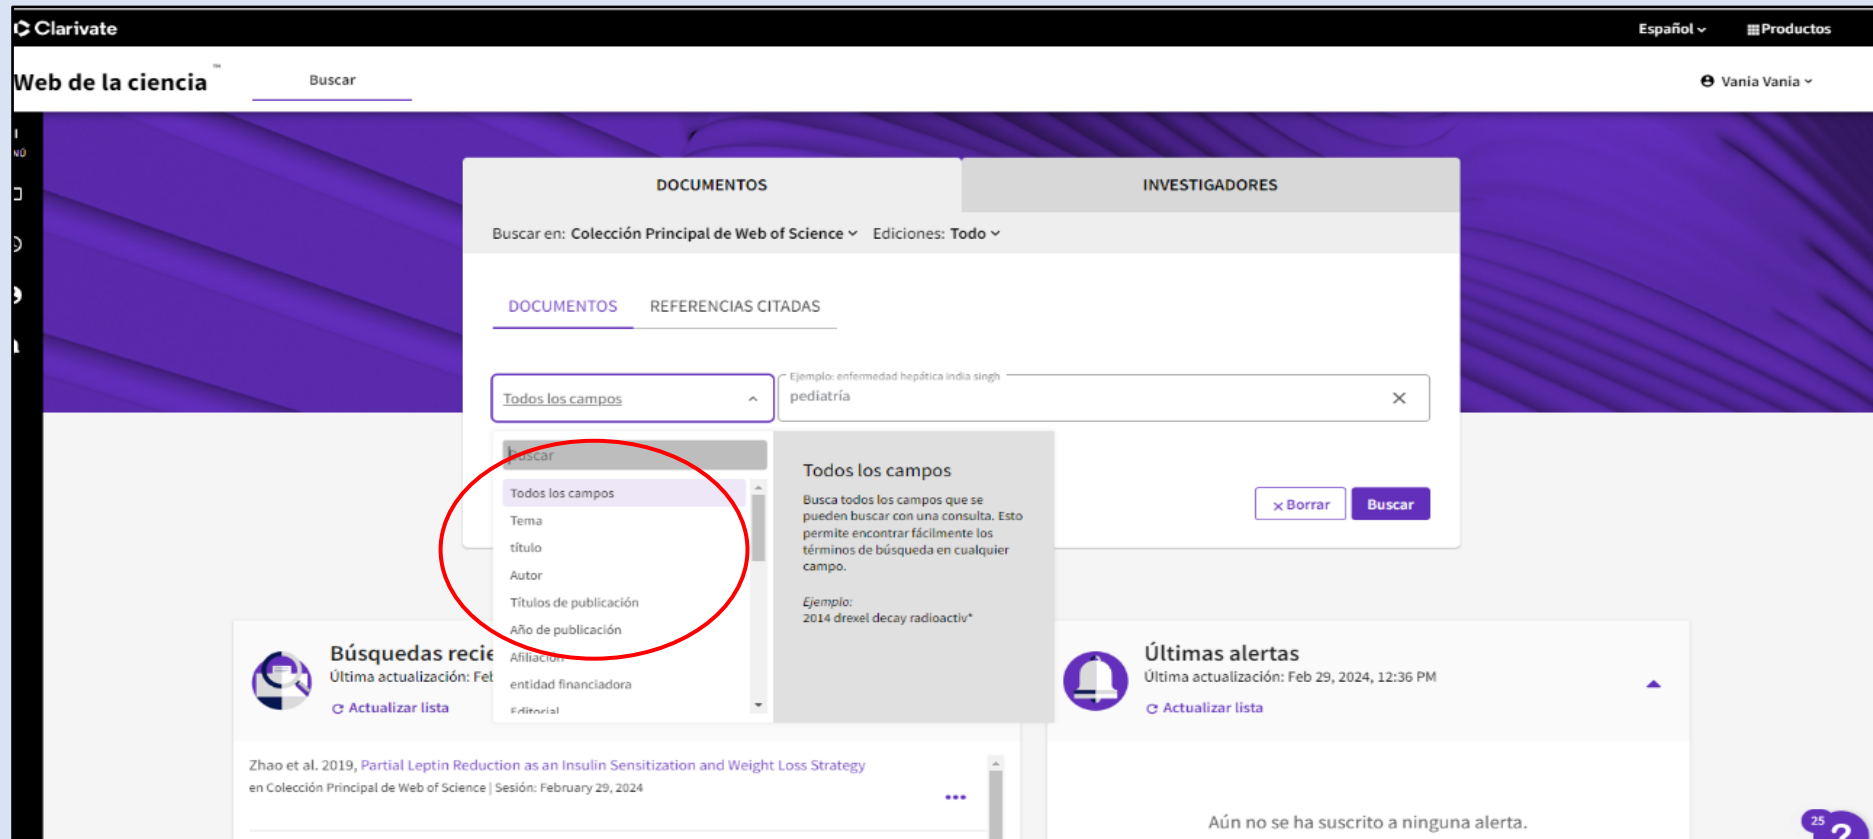 Clarivate
Español
Productos
Web de la ciencia ™
Buscar
Vania Vania
NÚ
DOCUMENTOS
INVESTIGADORES
Buscar en: Colección Principal de Web of Science
Ediciones: Todo
DOCUMENTOS
REFERENCIAS CITADAS
Todos los campos
Ejemplo: enfermedad hepática india singh
pediatría
Buscar
Todos los campos
Tema
título
Autor
Títulos de publicación
Año de publicación
Afiliación
entidad financiadora
Editorial
Todos los campos
Busca todos los campos que se
pueden buscar con una consulta. Esto
permite encontrar fácilmente los
términos de búsqueda en cualquier
campo.
Ejemplo:
2014 drexel decay radioactiv*
× Borrar
Buscar
Búsquedas recie
Última actualización: Feb
Actualizar lista
Últimas alertas
Última actualización: Feb 29, 2024, 12:36 PM
Actualizar lista
Zhao et al. 2019, Partial Leptin Reduction as an Insulin Sensitization and Weight Loss Strategy
en Colección Principal de Web of Science | Sesión: February 29, 2024
Aún no se ha suscrito a ninguna alerta.
25
?